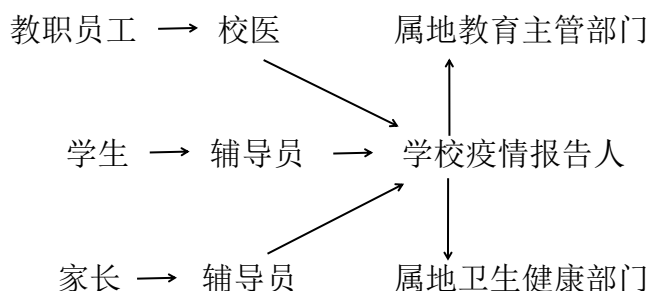 教职员工 校医 属地教育主管部门
学生 辅导员 学校疫情报告人
家长 辅导员 属地卫生健康部门